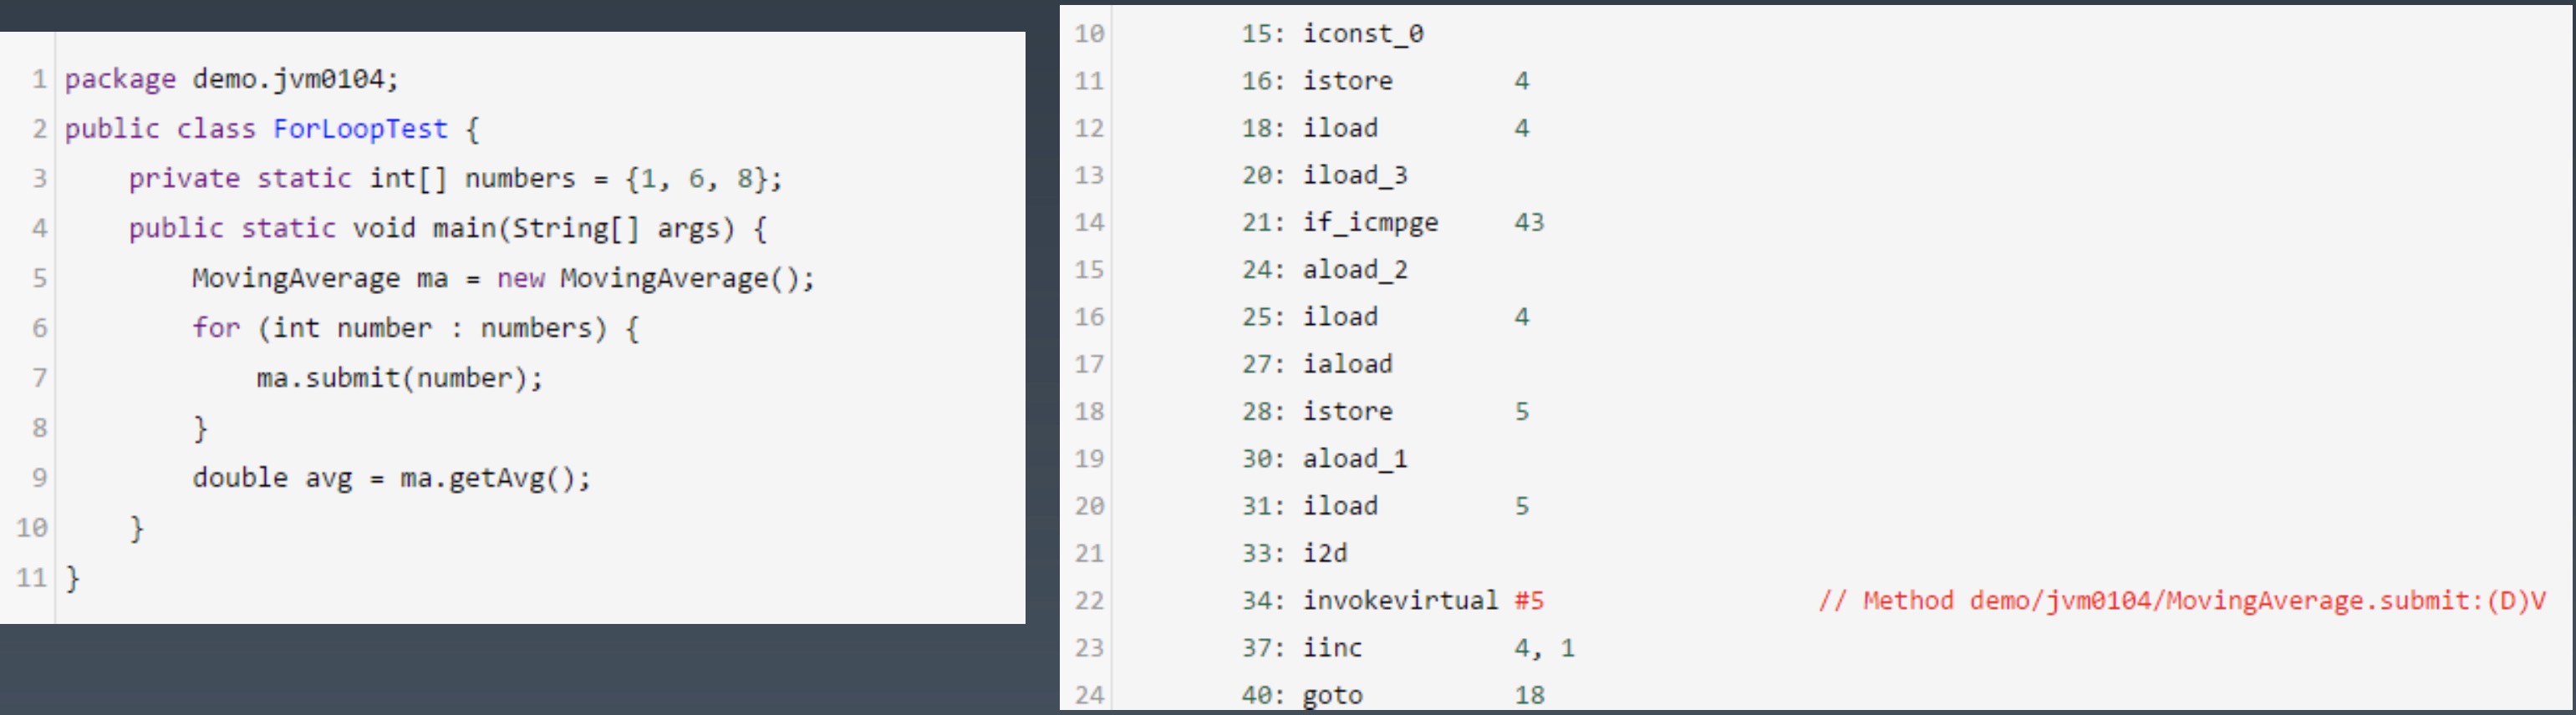 1 package demo.jvm0104;
2 public class ForLoopTest {
3     private static int[] numbers = {1, 6, 8};
4     public static void main(String[] args) {
5         MovingAverage ma = new MovingAverage();
6         for (int number : numbers) {
7             ma.submit(number);
8         }
9         double avg = ma.getAvg();
10     }
11 }
10 15: iconst_0
11 16: istore 4
12 18: iload 4
13 20: iload_3
14 21: if_icmpge 43
15 24: aload_2
16 25: iload 4
17 27: iaload
18 28: istore 5
19 30: aload_1
20 31: iload 5
21 33: i2d
22 34: invokevirtual #5 // Method demo/jvm0104/MovingAverage.submit:(D)V
23 37: iinc 4, 1
24 40: goto 18